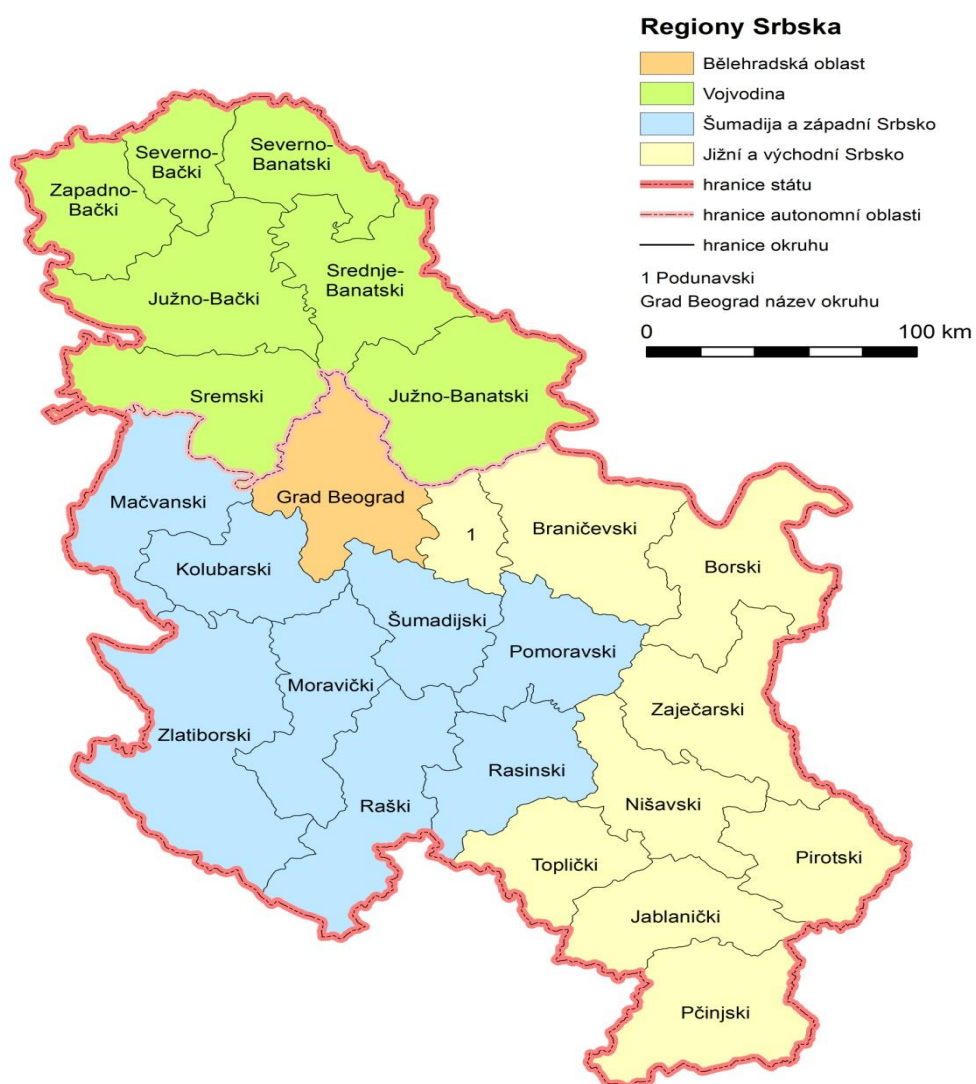 Regiony Srbska
Bělehradská oblast
Vojvodina
Šumadija a západní Srbsko
Jižní a východní Srbsko
hranice státu
hranice autonomní oblasti
hranice okruhu
1 Podunavski
Grad Beograd název okruhu
0 100 km
Severno-
Bački
Severno-
Banatski
Zapadno-
Bački
Južno-Bački
Srednje-
Banatski
Sremski
Južno-Banatski
Mačvanski
Grad Beograd
1
Braničevski
Kolubarski
Borski
Šumadijski
Pomoravski
Moravički
Zlatiborski
Zaječarski
Raški
Rasinski
Nišavski
Toplički
Pirotski
Jablanički
Pčinjski